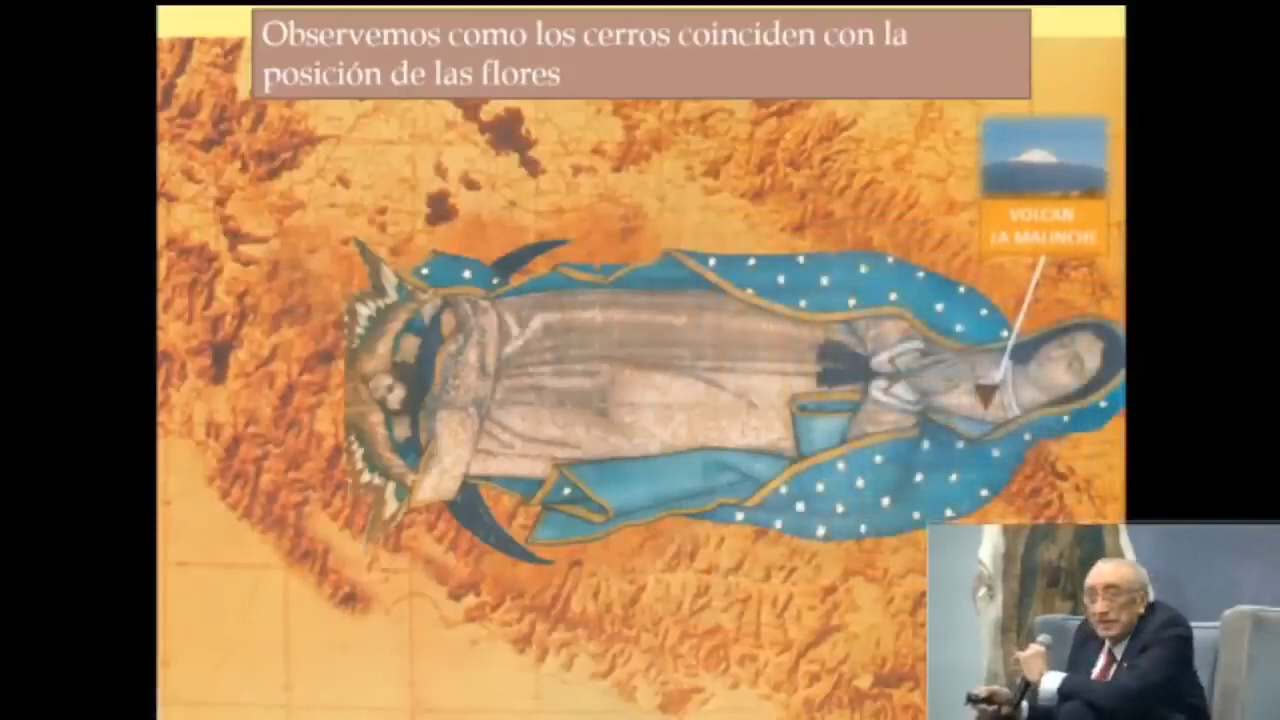 Observemos como los cerros coinciden con la
posición de las flores
VOLCAN
LA MALINCHE